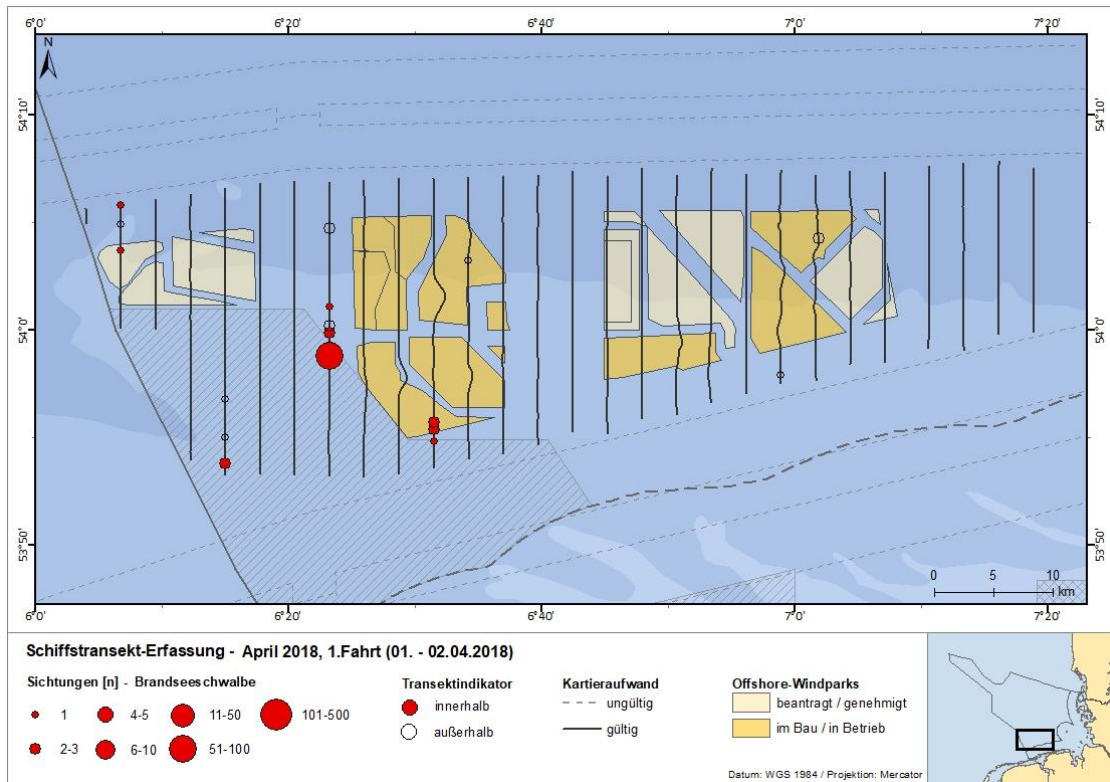 6°0' 6°20' 6°40' 7°0' 7°20'
N
54°10' 54°10'
54°0' 54°0'
53°50' 53°50'
0 5 10
km
6°0' 6°20' 6°40' 7°0' 7°20'
Schiffstransekt-Erfassung - April 2018, 1.Fahrt (01. - 02.04.2018)
Sichtungen [n] - Brandseeschwalbe
1 4-5 11-50 101-500
2-3 6-10 51-100
Transektindikator
innerhalb
außerhalb
Kartieraufwand
ungültig
gültig
Offshore-Windparks
beantragt / genehmigt
im Bau / in Betrieb
Datum: WGS 1984 / Projektion: Mercator